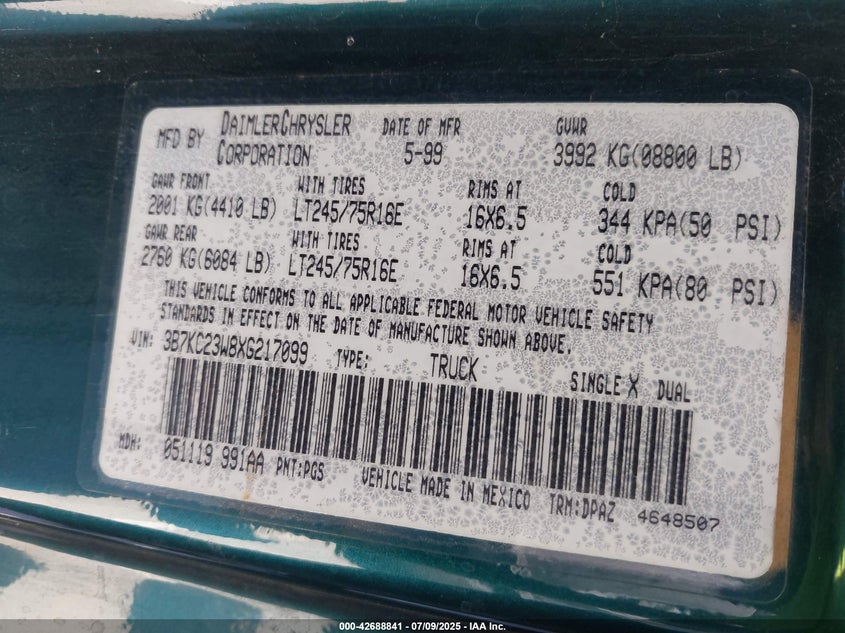 MFD BY DAIMLERCHRYSLER CORPORATION DATE OF MFR 5-99 GVWR 3992 KG(08800 LB)
GAWR FRONT WITH TIRES RIMS AT COLD
2001 KG(4410 LB) LT245/75R16E 16X6.5 344 KPA(50 PSI)
GAWR REAR WITH TIRES RIMS AT COLD
2760 KG(6084 LB) LT245/75R16E 16X6.5 551 KPA(80 PSI)
THIS VEHICLE CONFORMS TO ALL APPLICABLE FEDERAL MOTOR VEHICLE SAFETY
STANDARDS IN EFFECT ON THE DATE OF MANUFACTURE SHOWN ABOVE.
VIN: 3B7KC23W8XG217099 TYPE: TRUCK SINGLE X DUAL
MDH: 051119 991AA PNT:PGS VEHICLE MADE IN MEXICO TRM:DPAZ 4648507
000-42688841 / 07/09/2025 - IAA Inc.